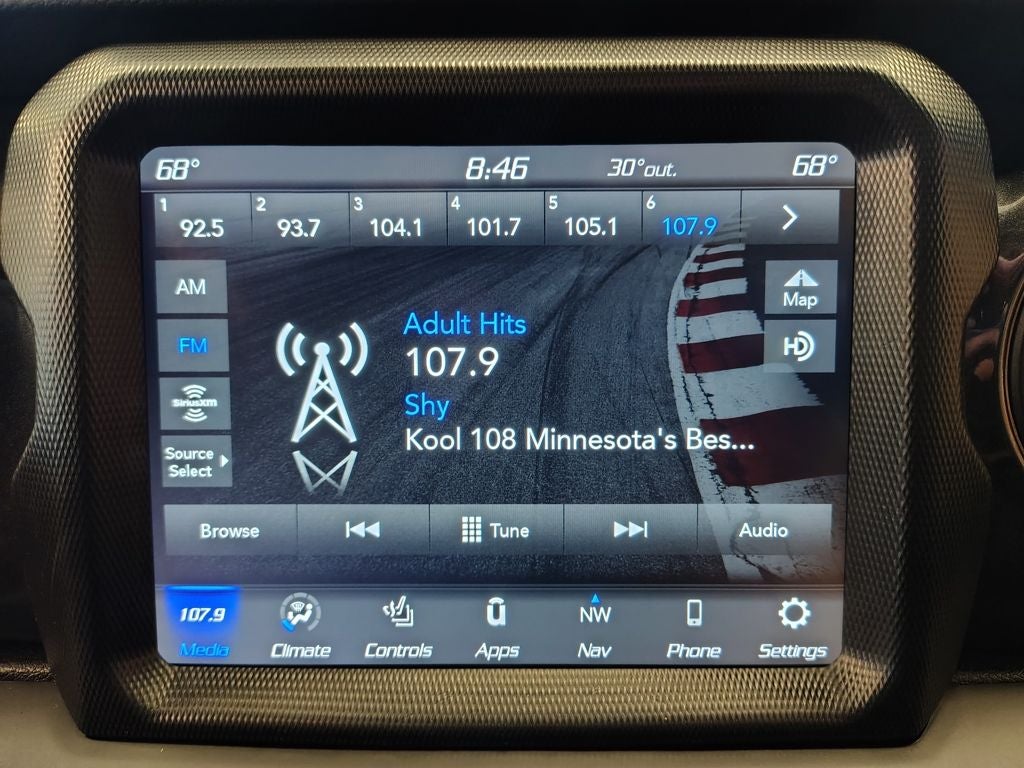 68° 8:46 30°out. 68°
1 92.5 2 93.7 3 104.1 4 101.7 5 105.1 6 107.9
AM
FM
SiriusXM
Source
Select
Adult Hits
107.9
Shy
Kool 108 Minnesota's Bes...
Map
HD
Browse Tune Audio
107.9 NW
Media Climate Controls Apps Nav Phone Settings